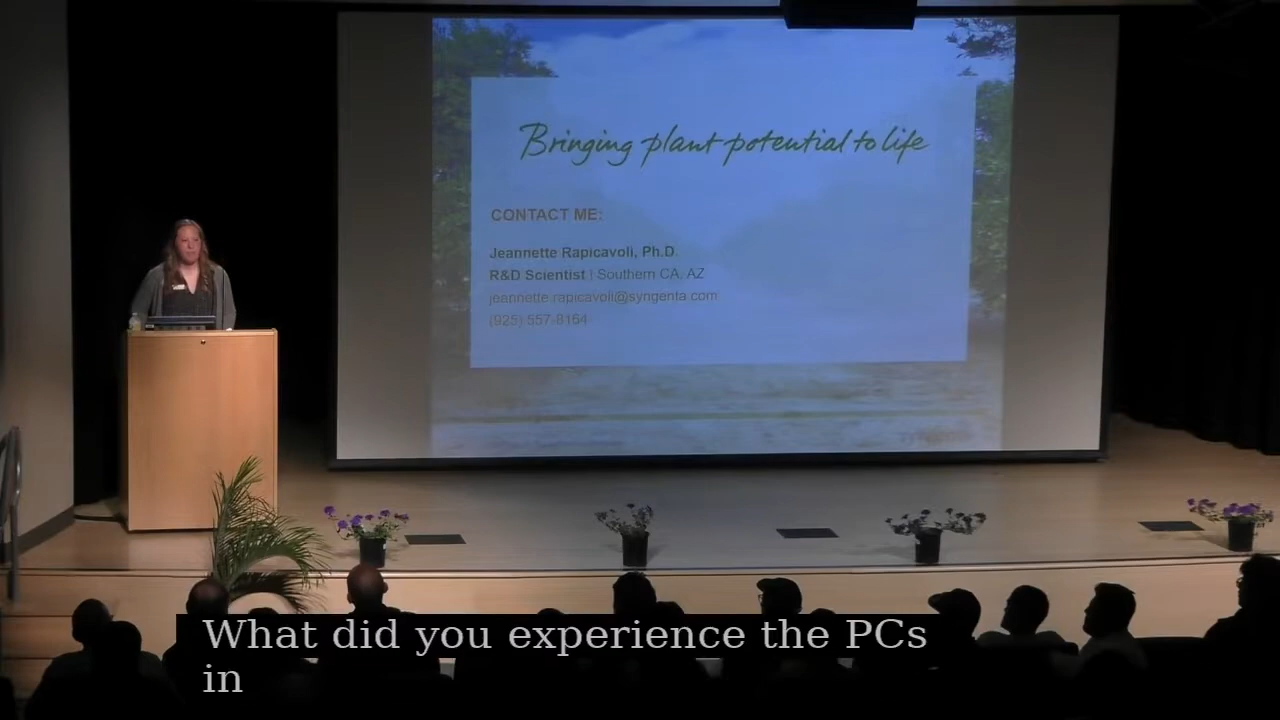 Bringing plant potential to life
CONTACT ME:
Jeannette Rapicavoli, Ph.D.
R&D Scientist | Southern CA, AZ
jeannette.rapicavoli@syngenta.com
(925) 557-8164
What did you experience the PCs
in